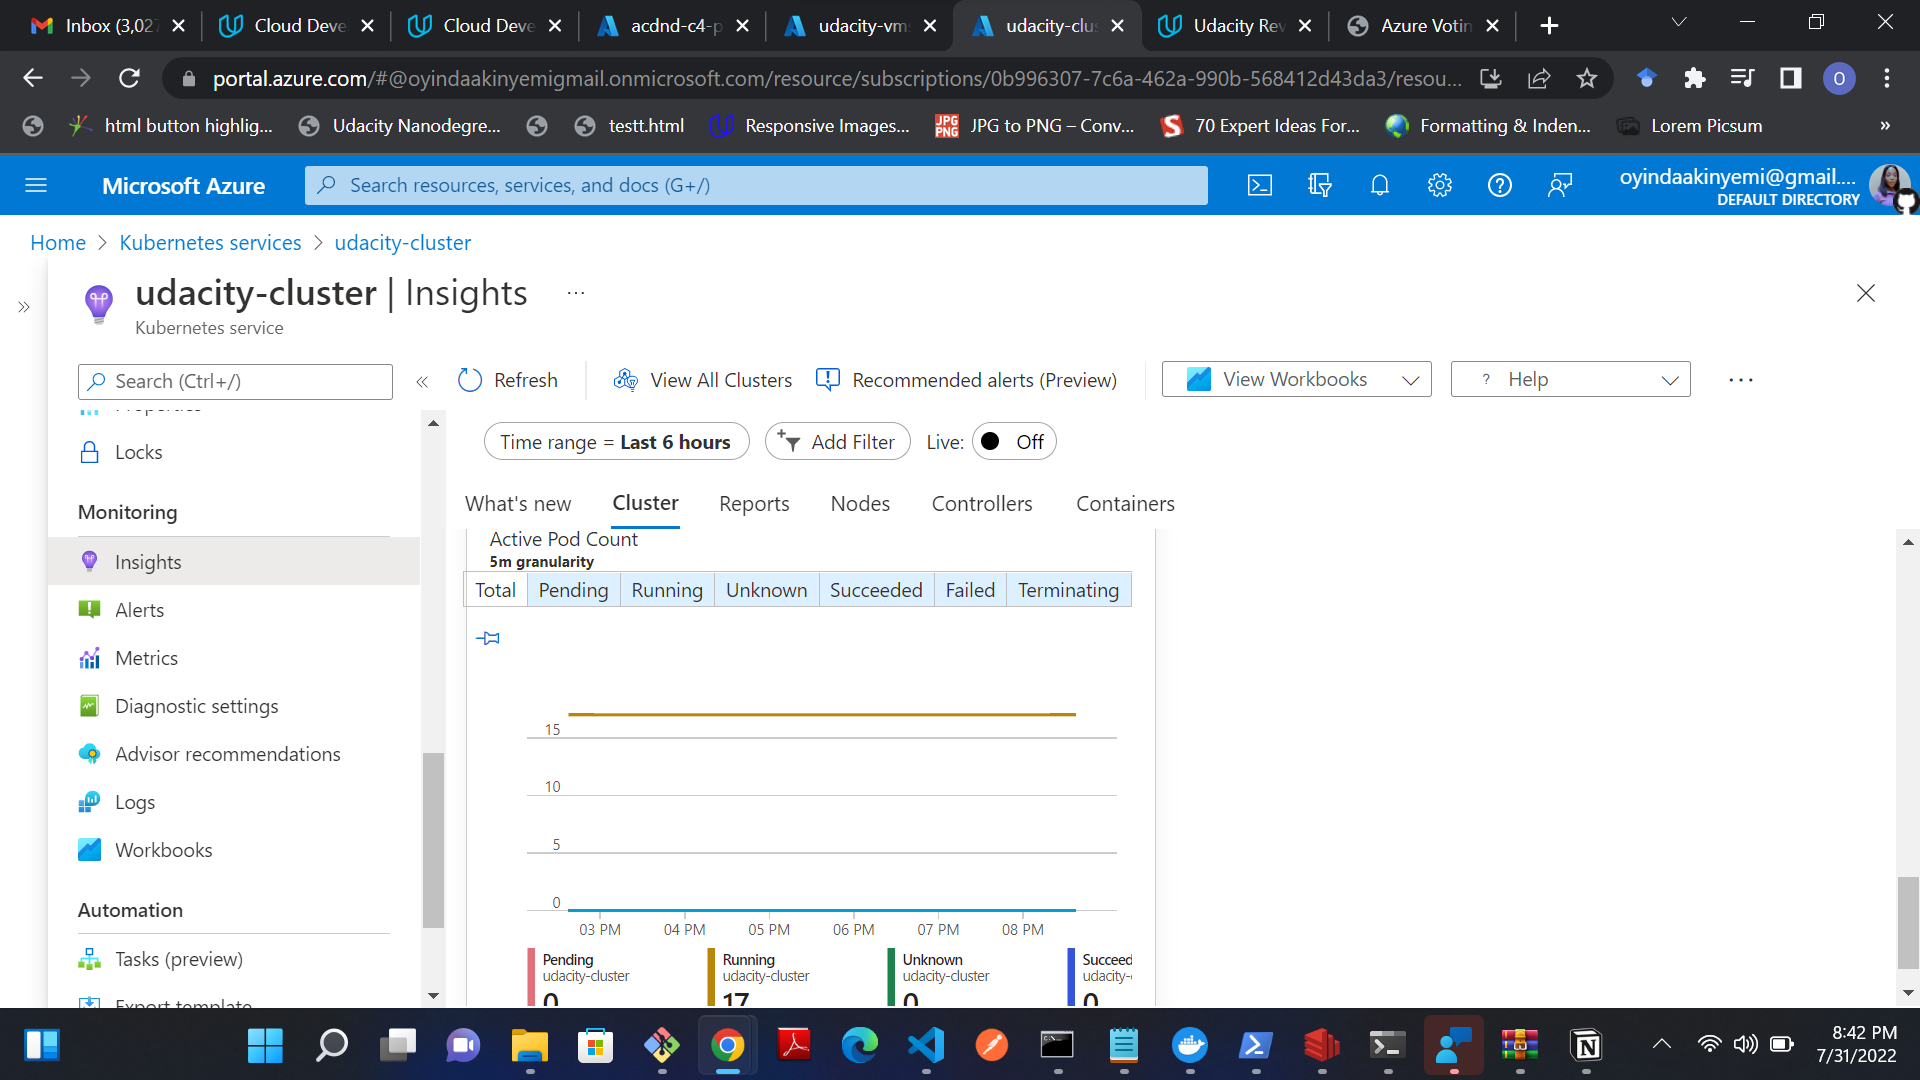 Inbox (3,027
Cloud Deve
Cloud Deve
acdnd-c4-p
udacity-vm
udacity-clus
Udacity Rev
Azure Votin
portal.azure.com/#@oyindaakinyemigmail.onmicrosoft.com/resource/subscriptions/0b996307-7c6a-462a-990b-568412d43da3/resou...
O
html button highlig...
Udacity Nanodegre...
testt.html
Responsive Images...
JPG PNG
JPG to PNG – Conv...
70 Expert Ideas For...
Formatting & Inden...
Lorem Picsum
»
Microsoft Azure
Search resources, services, and docs (G+/)
oyindaakinyemi@gmail....
DEFAULT DIRECTORY
Home > Kubernetes services > udacity-cluster
udacity-cluster | Insights
...
Kubernetes service
Search (Ctrl+/)
Refresh
View All Clusters
Recommended alerts (Preview)
View Workbooks
? Help
...
Properties
Locks
Monitoring
Insights
Alerts
Metrics
Diagnostic settings
Advisor recommendations
Logs
Workbooks
Automation
Tasks (preview)
Export template
Time range = Last 6 hours
Add Filter
Live: Off
What's new
Cluster
Reports
Nodes
Controllers
Containers
Active Pod Count
5m granularity
Total
Pending
Running
Unknown
Succeeded
Failed
Terminating
15
10
5
0
03 PM
04 PM
05 PM
06 PM
07 PM
08 PM
Pending
udacity-cluster
0
Running
udacity-cluster
17
Unknown
udacity-cluster
0
Succeed
udacity-
0
8:42 PM
7/31/2022